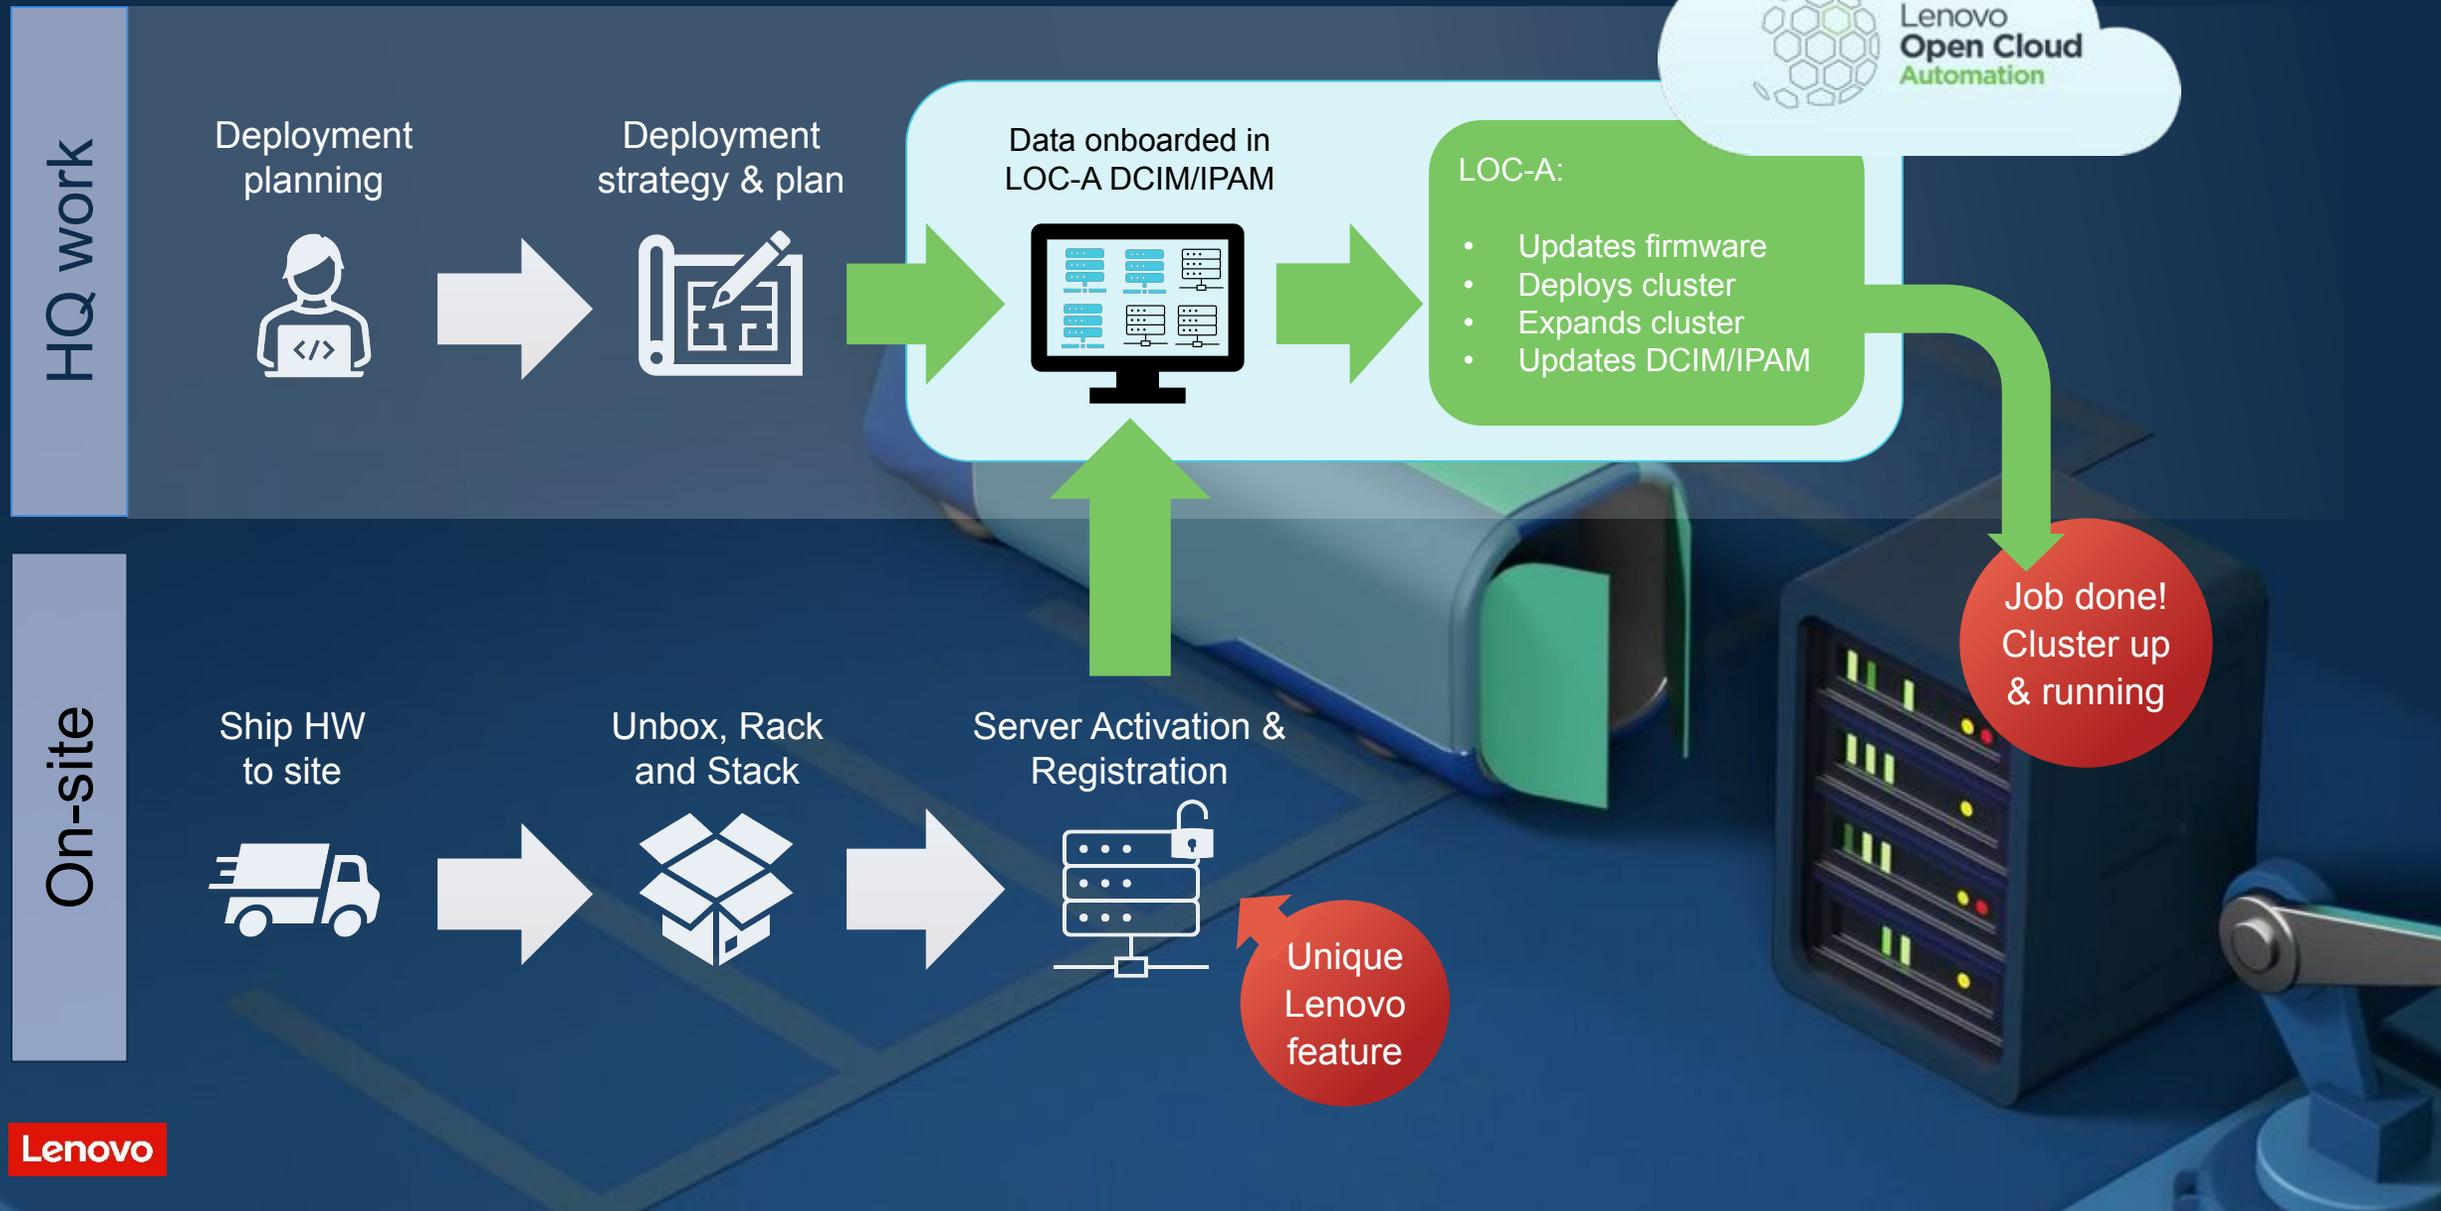 Lenovo
Open Cloud
Automation
HQ work
Deployment
planning
Deployment
strategy & plan
Data onboarded in
LOC-A DCIM/IPAM
LOC-A:
• Updates firmware
• Deploys cluster
• Expands cluster
• Updates DCIM/IPAM
</>
Job done!
Cluster up
& running
On-site
Ship HW
to site
Unbox, Rack
and Stack
Server Activation &
Registration
Unique
Lenovo
feature
Lenovo